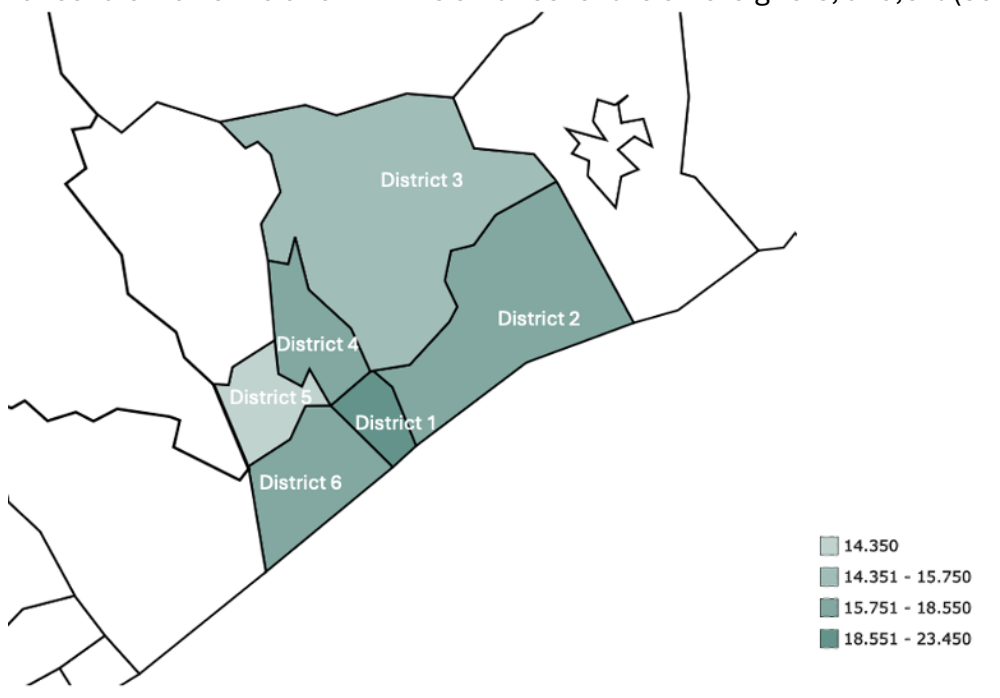 District 3
District 2
District 4
District 5
District 1
District 6
14.350
14.351 - 15.750
15.751 - 18.550
18.551 - 23.450